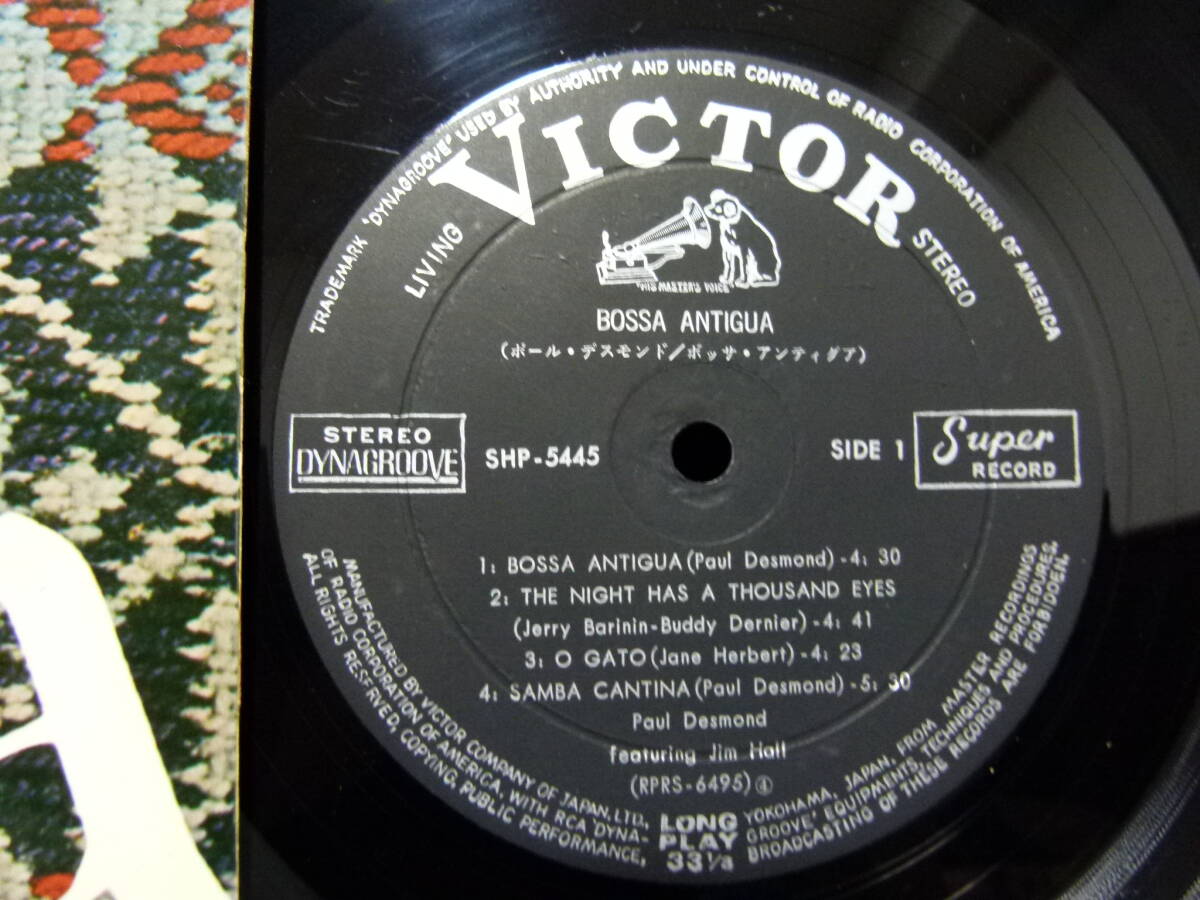 TRADEMARK "DYNAGROOVE" USED BY AUTHORITY AND UNDER CONTROL OF RADIO CORPORATION OF AMERICA
LIVING
VICTOR
STEREO
"HIS MASTER'S VOICE"
BOSSA ANTIGUA
(ポール・デスモンド/ボッサ・アンティグア)
STEREO
DYNAGROOVE
SHP-5445
SIDE 1
Super
RECORD
1: BOSSA ANTIGUA (Paul Desmond) - 4: 30
2: THE NIGHT HAS A THOUSAND EYES
(Jerry Barinin-Buddy Dernier) - 4: 41
3: O GATO (Jane Herbert) - 4: 23
4: SAMBA CANTINA (Paul Desmond) - 5: 30
Paul Desmond
featuring Jim Hall
(RPRS-6495) ④
LONG
PLAY
33⅓
MANUFACTURED BY VICTOR COMPANY OF JAPAN, LTD.,
YOKOHAMA, JAPAN, FROM MASTER RECORDINGS
OF RADIO CORPORATION OF AMERICA, WITH RCA 'DYNA-
GROOVE' EQUIPMENTS, TECHNIQUES AND PROCEDURES.
ALL RIGHTS RESERVED, COPYING, PUBLIC PERFORMANCE,
BROADCASTING OF THESE RECORDS ARE FORBIDEN.